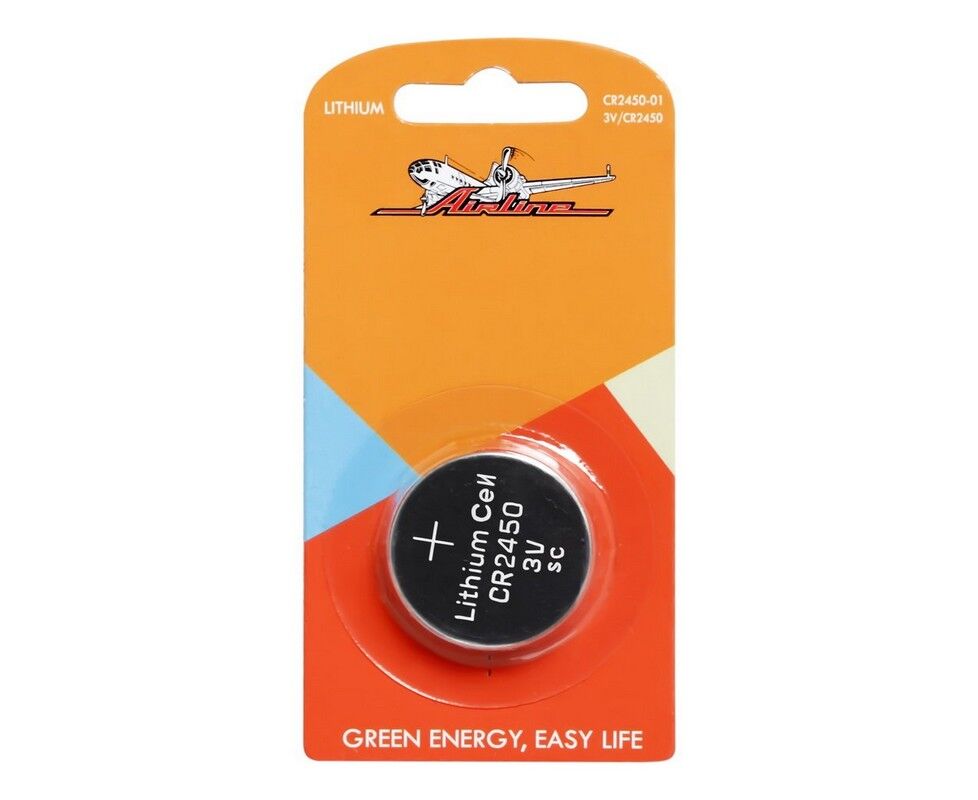 LITHIUM
CR2450-01
3V/CR2450
Airline
Lithium Cell
CR2450
3V
SC
GREEN ENERGY, EASY LIFE